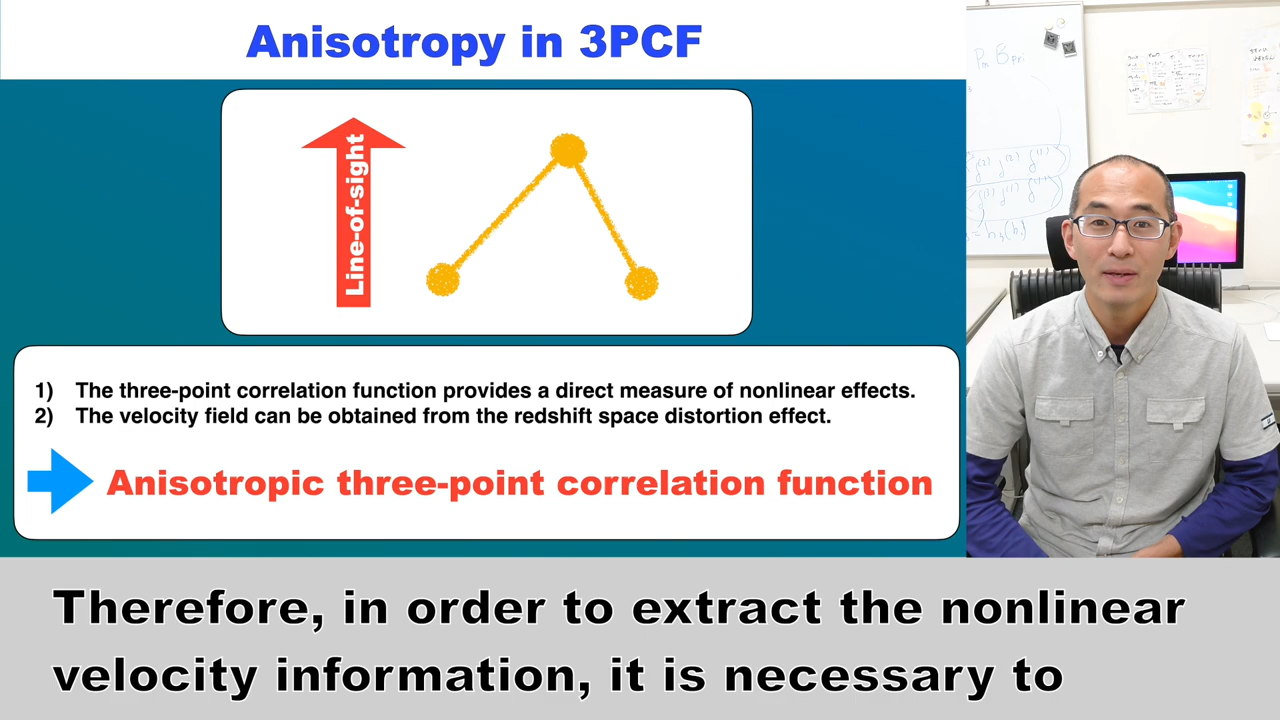 Anisotropy in 3PCF
Line-of-sight
1) The three-point correlation function provides a direct measure of nonlinear effects.
2) The velocity field can be obtained from the redshift space distortion effect.
Anisotropic three-point correlation function
Therefore, in order to extract the nonlinear
velocity information, it is necessary to